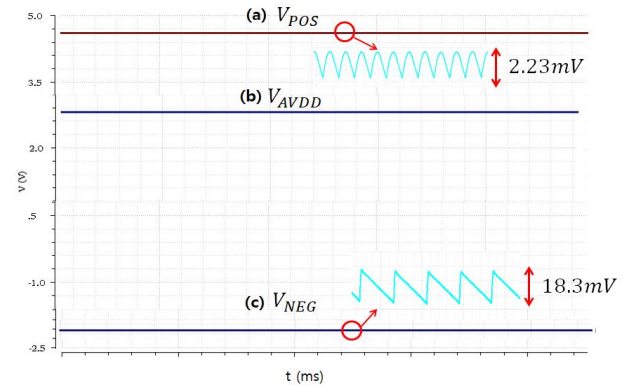 5.0
(a) V_POS
2.23mV
3.5
(b) V_AVDD
2.0
V (V)
.5
-1.0
18.3mV
(c) V_NEG
-2.5
t (ms)